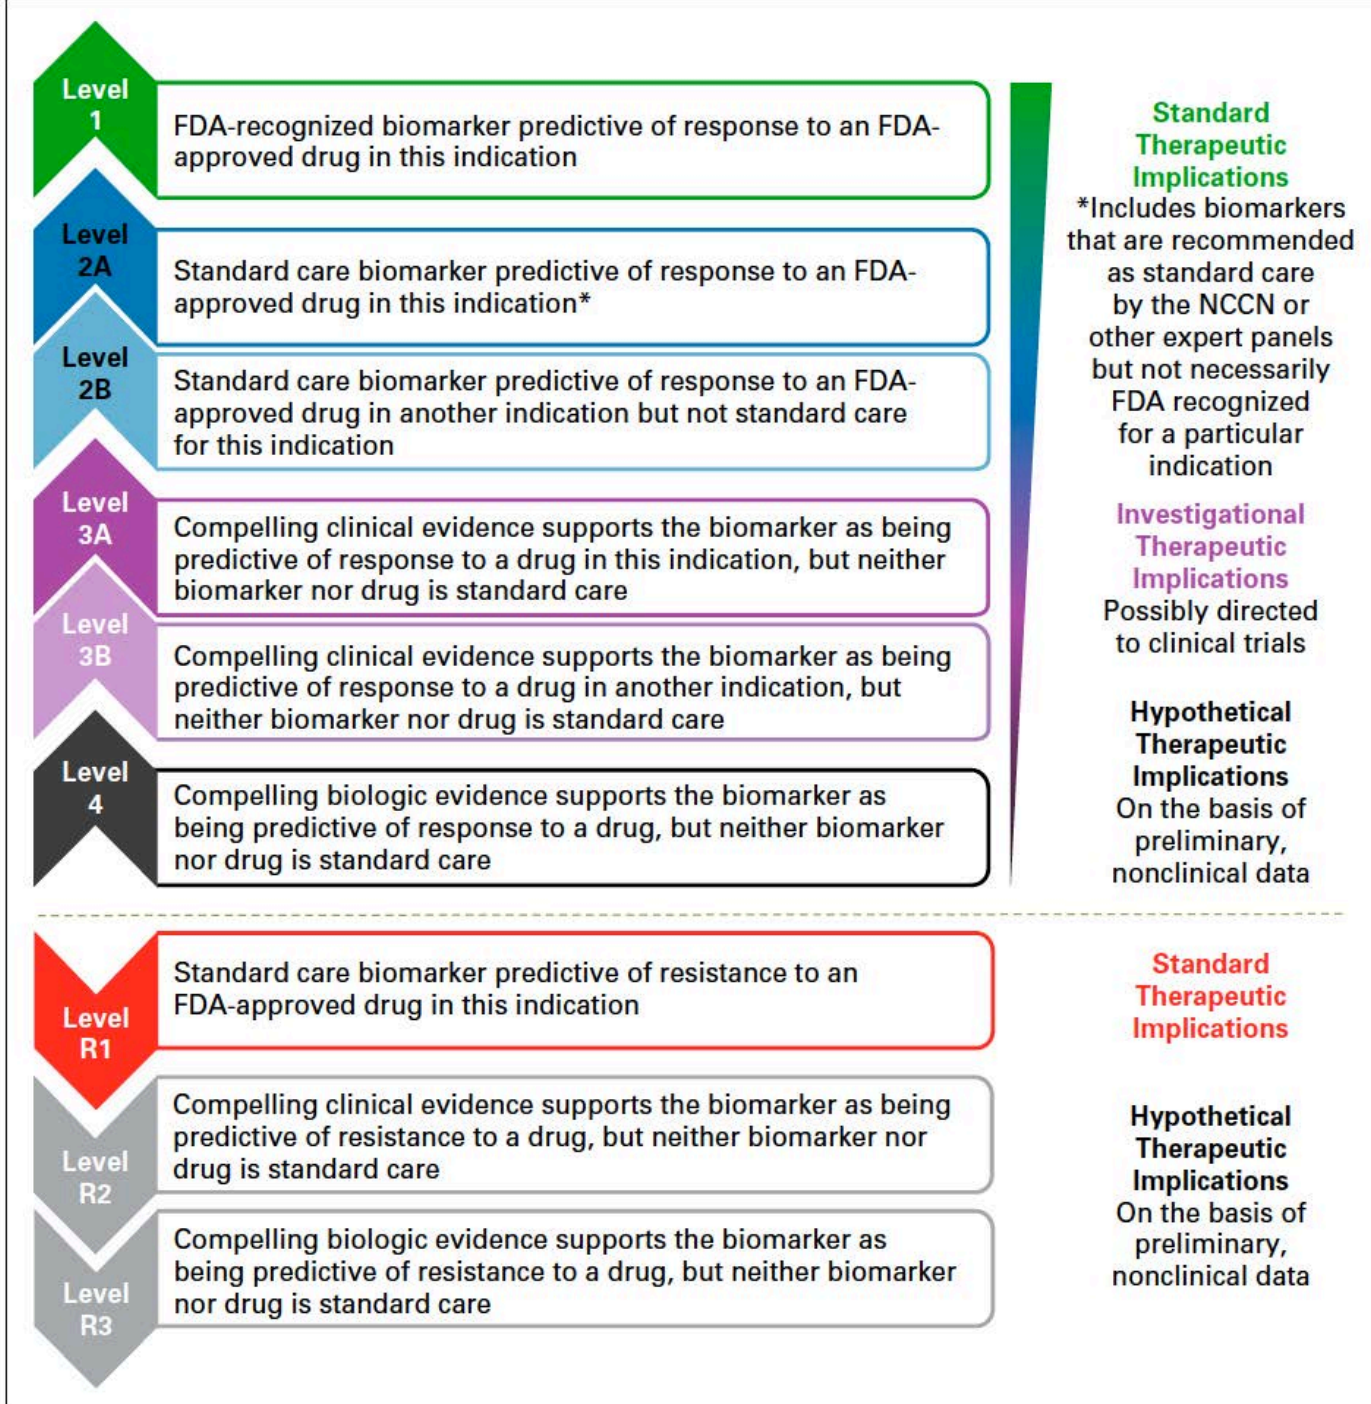 Level
1
FDA-recognized biomarker predictive of response to an FDA-
approved drug in this indication
Level
2A
Standard care biomarker predictive of response to an FDA-
approved drug in this indication*
Level
2B
Standard care biomarker predictive of response to an FDA-
approved drug in another indication but not standard care
for this indication
Level
3A
Compelling clinical evidence supports the biomarker as being
predictive of response to a drug in this indication, but neither
biomarker nor drug is standard care
Level
3B
Compelling clinical evidence supports the biomarker as being
predictive of response to a drug in another indication, but
neither biomarker nor drug is standard care
Level
4
Compelling biologic evidence supports the biomarker as
being predictive of response to a drug, but neither biomarker
nor drug is standard care
Standard
Therapeutic
Implications
*Includes biomarkers
that are recommended
as standard care
by the NCCN or
other expert panels
but not necessarily
FDA recognized
for a particular
indication
Investigational
Therapeutic
Implications
Possibly directed
to clinical trials
Hypothetical
Therapeutic
Implications
On the basis of
preliminary,
nonclinical data
Level
R1
Standard care biomarker predictive of resistance to an
FDA-approved drug in this indication
Level
R2
Compelling clinical evidence supports the biomarker as being
predictive of resistance to a drug, but neither biomarker nor
drug is standard care
Level
R3
Compelling biologic evidence supports the biomarker as
being predictive of resistance to a drug, but neither biomarker
nor drug is standard care
Standard
Therapeutic
Implications
Hypothetical
Therapeutic
Implications
On the basis of
preliminary,
nonclinical data